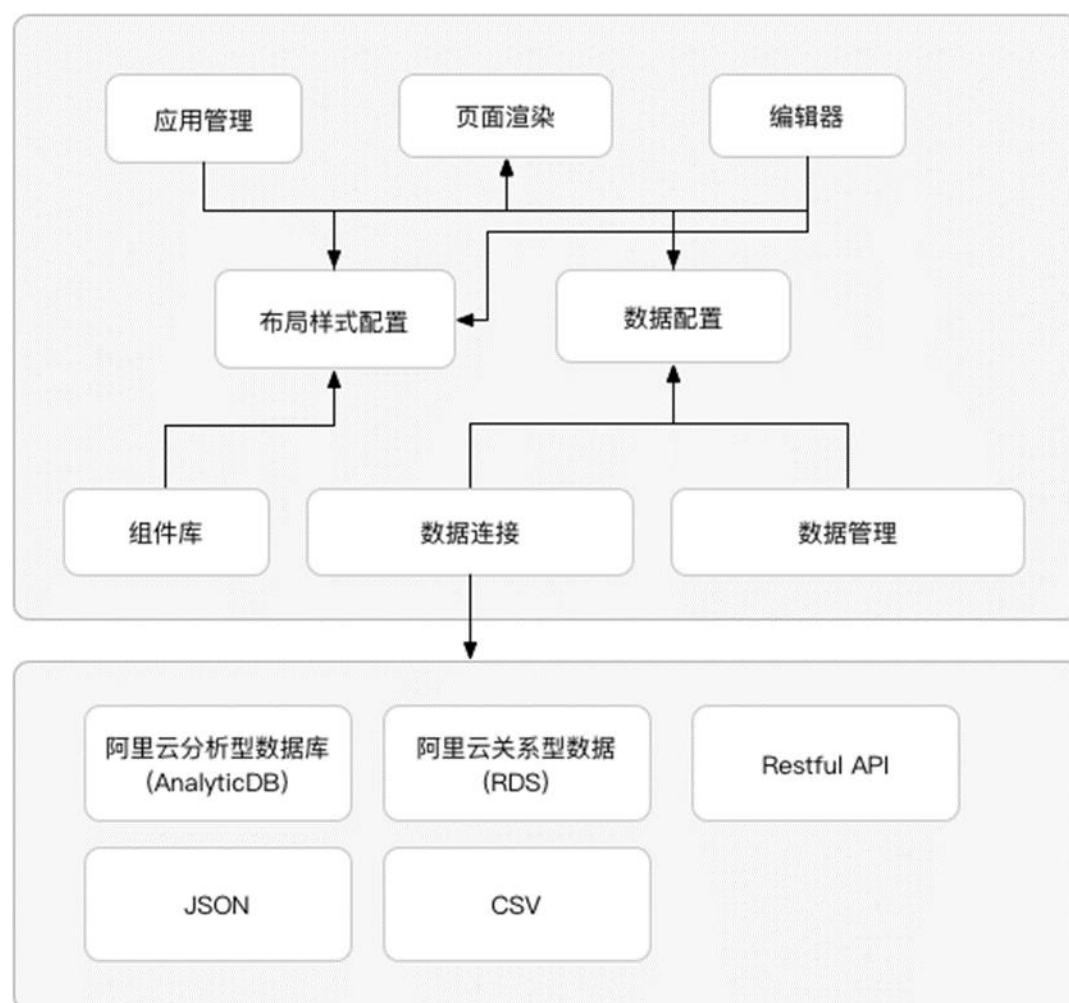 应用管理
页面渲染
编辑器
布局样式配置
数据配置
组件库
数据连接
数据管理
阿里云分析型数据库
(AnalyticDB)
阿里云关系型数据
(RDS)
Restful API
JSON
CSV